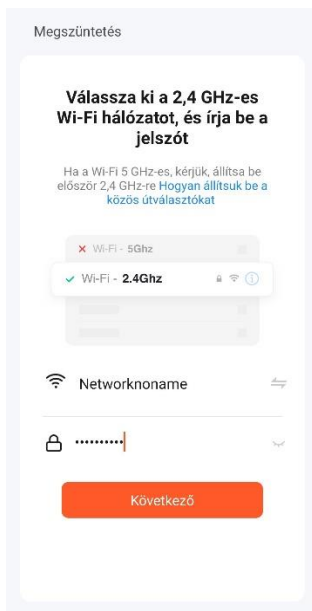 Megszüntetés
Válassza ki a 2,4 GHz-es
Wi-Fi hálózatot, és írja be a
jelszót
Ha a Wi-Fi 5 GHz-es, kérjük, állítsa be
először 2,4 GHz-re Hogyan állítsuk be a
közös útválasztókat
Wi-Fi - 5Ghz
Wi-Fi - 2.4Ghz
Networknoname
••••••••••
Következő